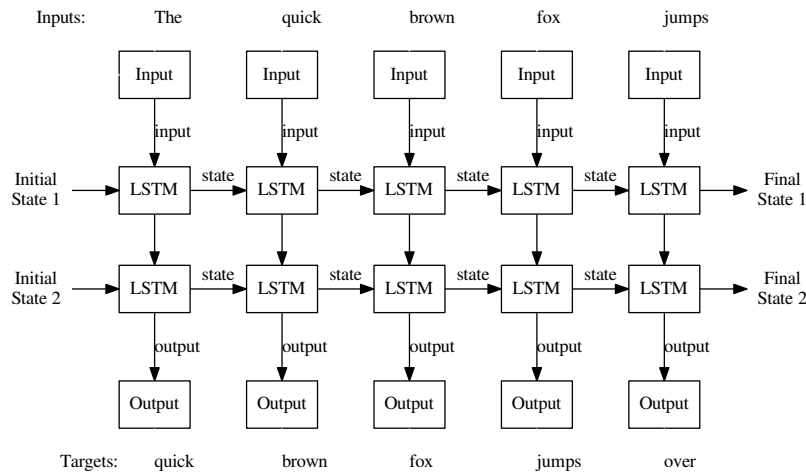 Inputs: The quick brown fox jumps
Input Input Input Input Input
input input input input input
Initial State 1 LSTM state LSTM state LSTM state LSTM state LSTM Final State 1
Initial State 2 LSTM state LSTM state LSTM state LSTM state LSTM Final State 2
output output output output output
Output Output Output Output Output
Targets: quick brown fox jumps over